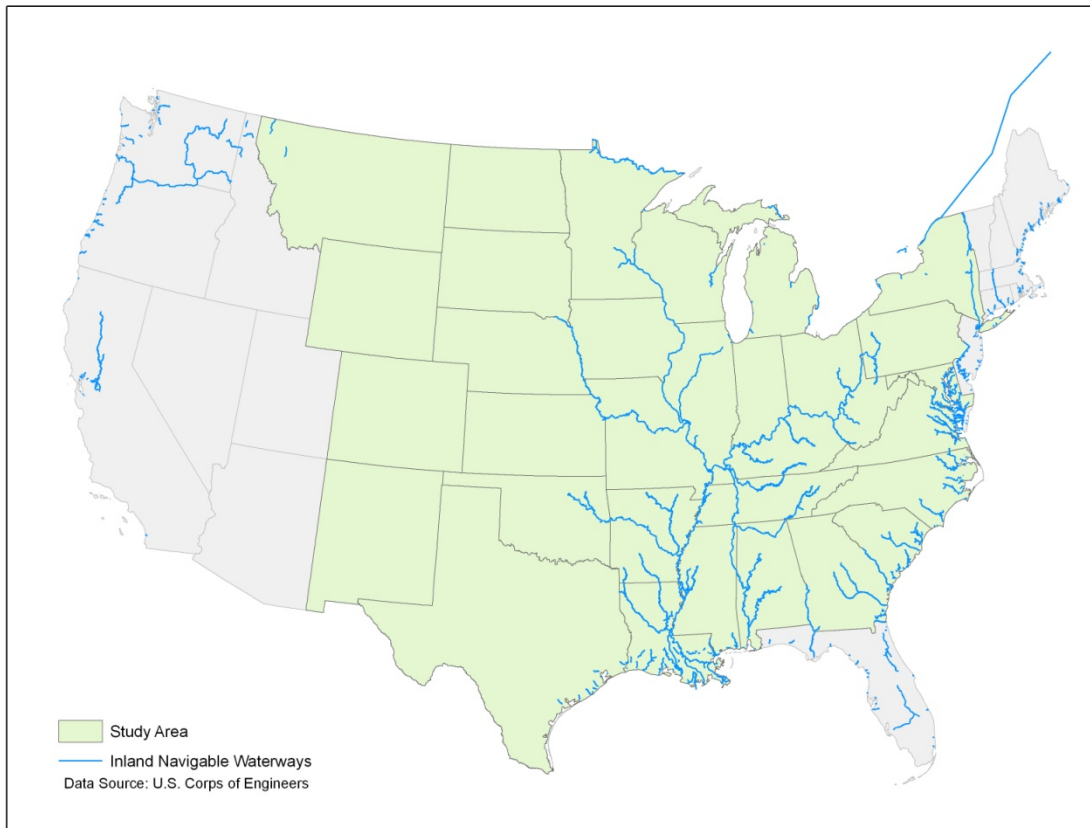 Study Area
Inland Navigable Waterways
Data Source: U.S. Corps of Engineers